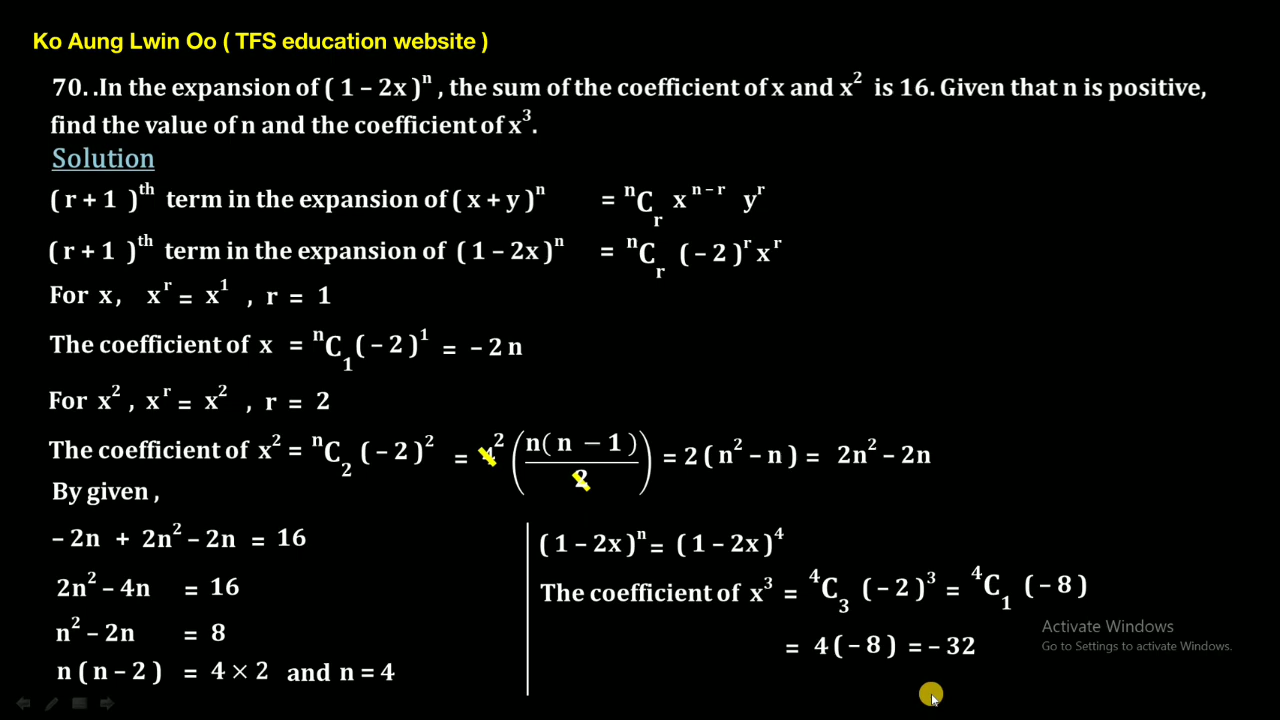 Ko Aung Lwin Oo ( TFS education website )
70. .In the expansion of ( 1 – 2x )ⁿ , the sum of the coefficient of x and x² is 16. Given that n is positive,
find the value of n and the coefficient of x³.
Solution
( r + 1 )ᵗʰ term in the expansion of ( x + y )ⁿ = ⁿCᵣ xⁿ⁻ʳ yʳ
( r + 1 )ᵗʰ term in the expansion of ( 1 – 2x )ⁿ = ⁿCᵣ ( – 2 )ʳ xʳ
For x, xʳ = x¹ , r = 1
The coefficient of x = ⁿC₁ ( – 2 )¹ = – 2 n
For x² , xʳ = x² , r = 2
The coefficient of x² = ⁿC₂ ( – 2 )² = 4 2 ( n( n – 1 ) / 2 ) = 2 ( n² – n ) = 2n² – 2n
By given ,
– 2n + 2n² – 2n = 16
2n² – 4n = 16
n² – 2n = 8
n ( n – 2 ) = 4 × 2 and n = 4
( 1 – 2x )ⁿ = ( 1 – 2x )⁴
The coefficient of x³ = ⁴C₃ ( – 2 )³ = ⁴C₁ ( – 8 )
= 4 ( – 8 ) = – 32
Activate Windows
Go to Settings to activate Windows.